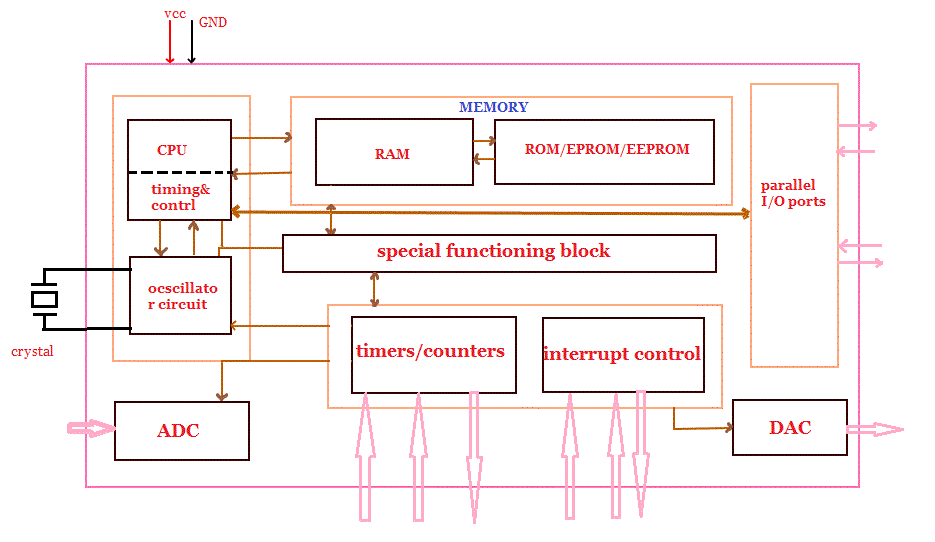 vcc
GND
MEMORY
CPU
RAM
ROM/EPROM/EEPROM
timing&
contrl
parallel
I/O ports
special functioning block
ocscillato
r circuit
crystal
timers/counters
interrupt control
ADC
DAC